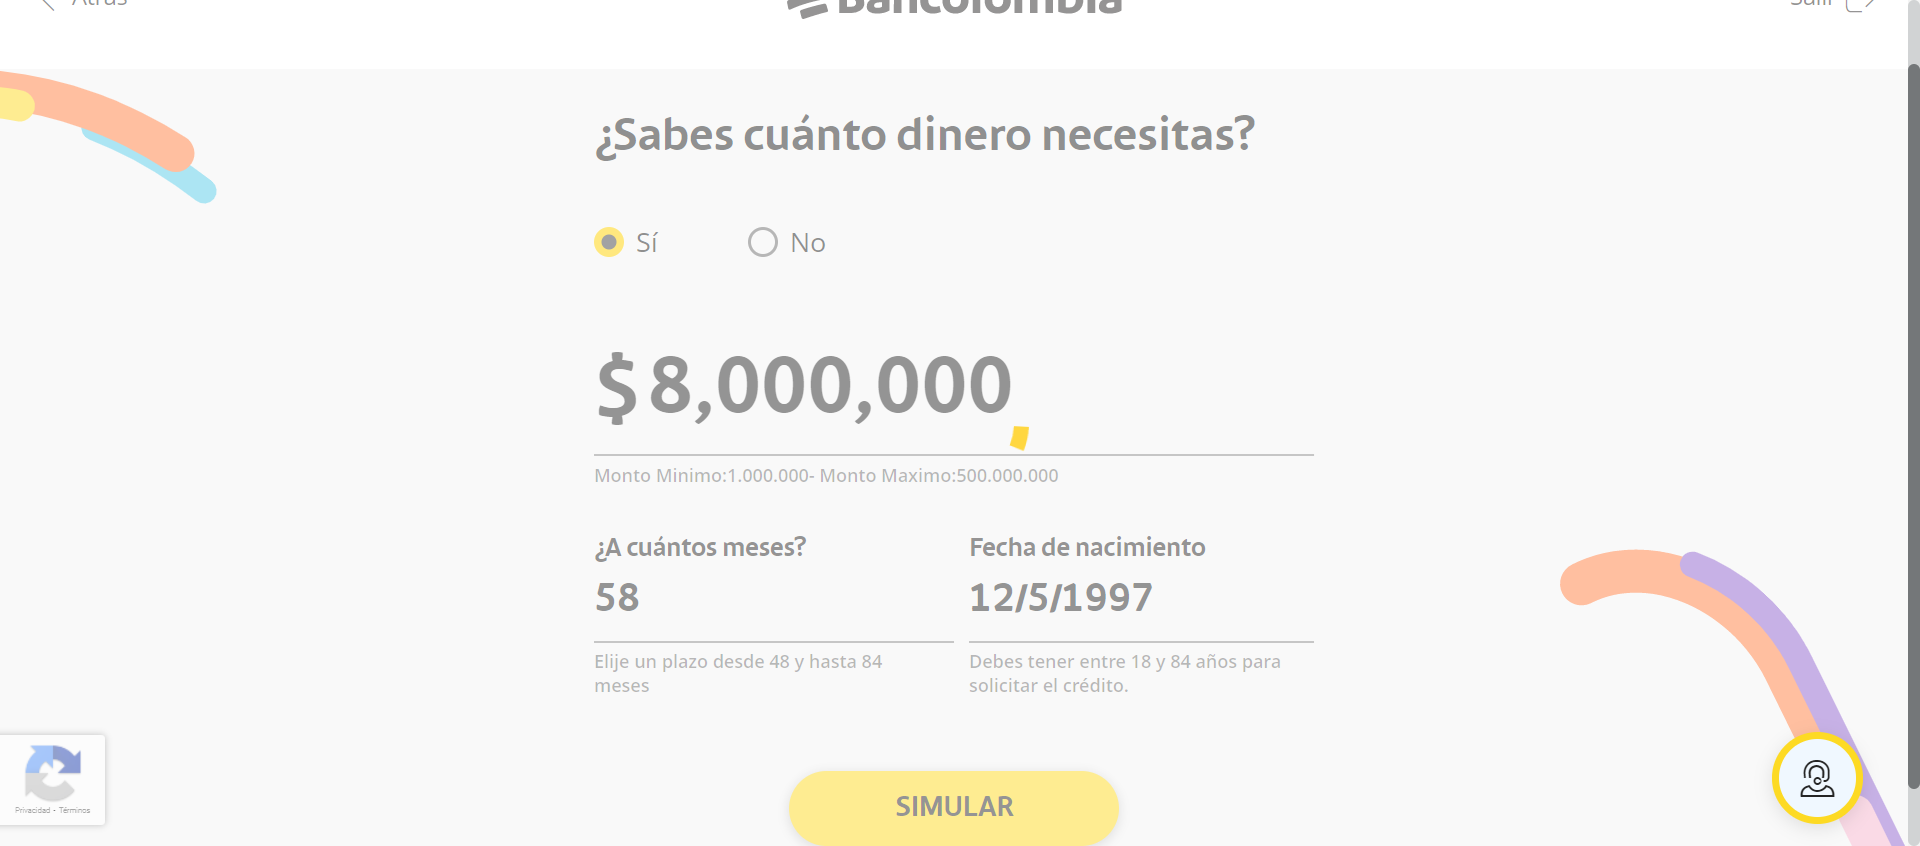 Atrás
Bancolombia
Salir
¿Sabes cuánto dinero necesitas?
Sí
No
$8,000,000
Monto Minimo:1.000.000- Monto Maximo:500.000.000
¿A cuántos meses?
Fecha de nacimiento
58
12/5/1997
Elije un plazo desde 48 y hasta 84
meses
Debes tener entre 18 y 84 años para
solicitar el crédito.
Privacidad - Términos
SIMULAR